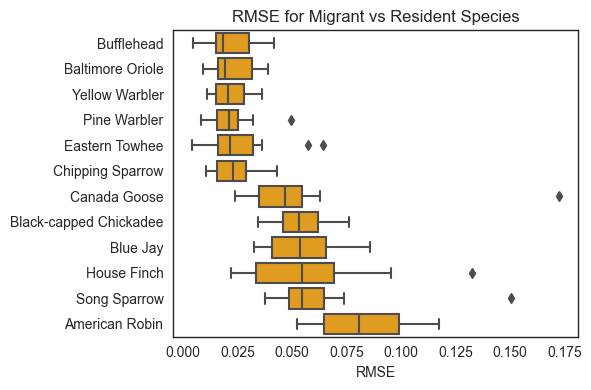 RMSE for Migrant vs Resident Species
Bufflehead
Baltimore Oriole
Yellow Warbler
Pine Warbler
Eastern Towhee
Chipping Sparrow
Canada Goose
Black-capped Chickadee
Blue Jay
House Finch
Song Sparrow
American Robin
0.000 0.025 0.050 0.075 0.100 0.125 0.150 0.175
RMSE